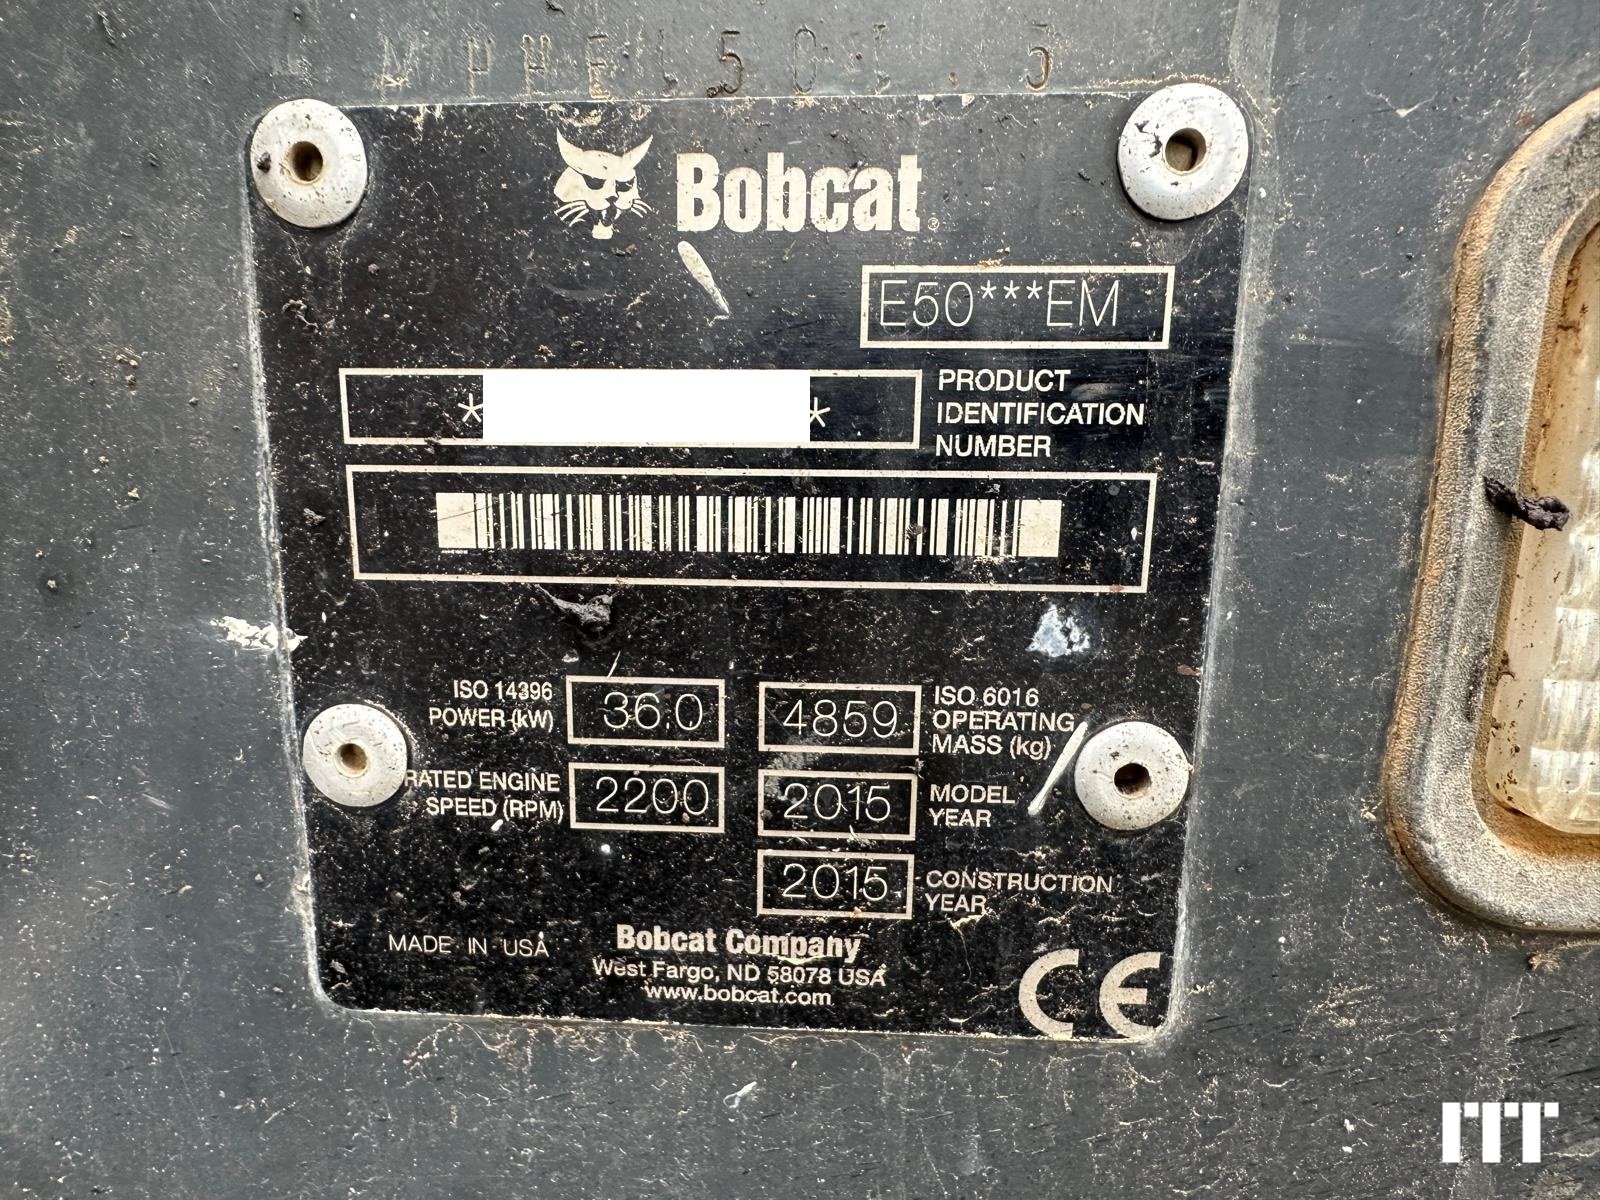 Bobcat®
E50***EM
* *
PRODUCT
IDENTIFICATION
NUMBER
ISO 14396
POWER (kW)
36.0
4859
ISO 6016
OPERATING
MASS (kg)
RATED ENGINE
SPEED (RPM)
2200
2015
MODEL
YEAR
2015
CONSTRUCTION
YEAR
MADE IN USA
Bobcat Company
West Fargo, ND 58078 USA
www.bobcat.com
CE